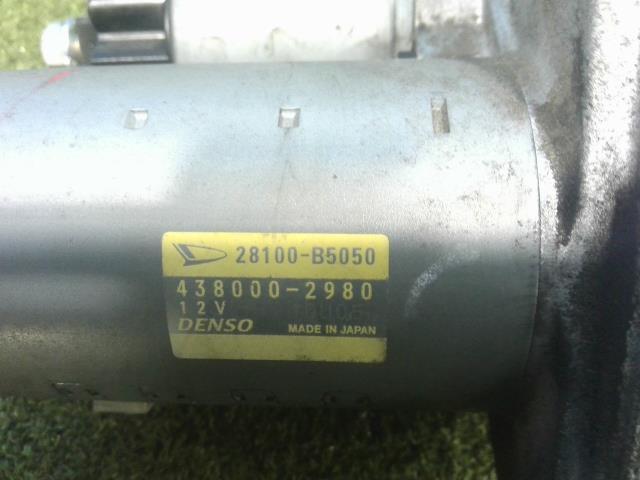 28100-B5050
438000-2980
12V
DENSO MADE IN JAPAN